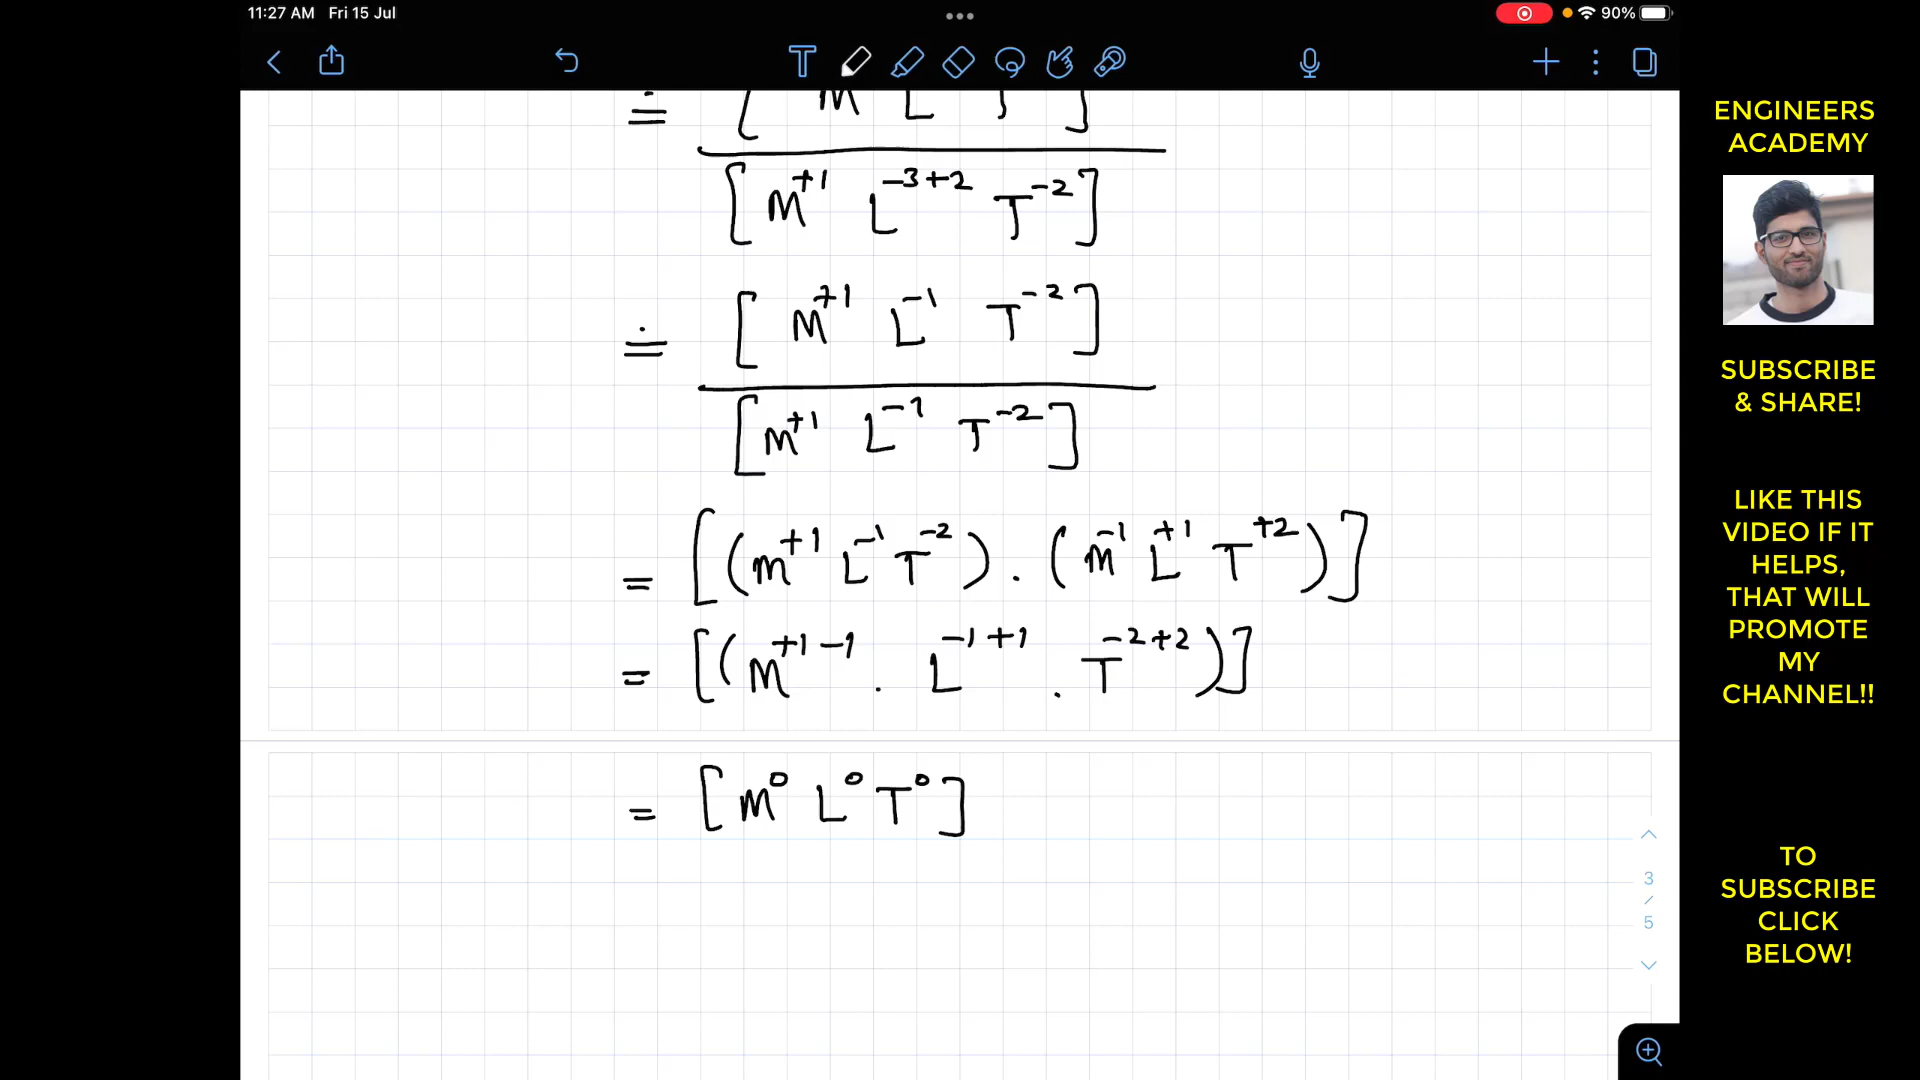 11:27 AM Fri 15 Jul
90%
≐ [ M L T ]
[ M^{+1} L^{-3+2} T^{-2} ]
≐ [ M^{+1} L^{-1} T^{-2} ]
[ M^{+1} L^{-1} T^{-2} ]
= [ ( M^{+1} L^{-1} T^{-2} ) . ( M^{-1} L^{+1} T^{+2} ) ]
= [ ( M^{+1-1} . L^{-1+1} . T^{-2+2} ) ]
= [ M^0 L^0 T^0 ]
3
/
5
ENGINEERS
ACADEMY
SUBSCRIBE
& SHARE!
LIKE THIS
VIDEO IF IT
HELPS,
THAT WILL
PROMOTE
MY
CHANNEL!!
TO
SUBSCRIBE
CLICK
BELOW!